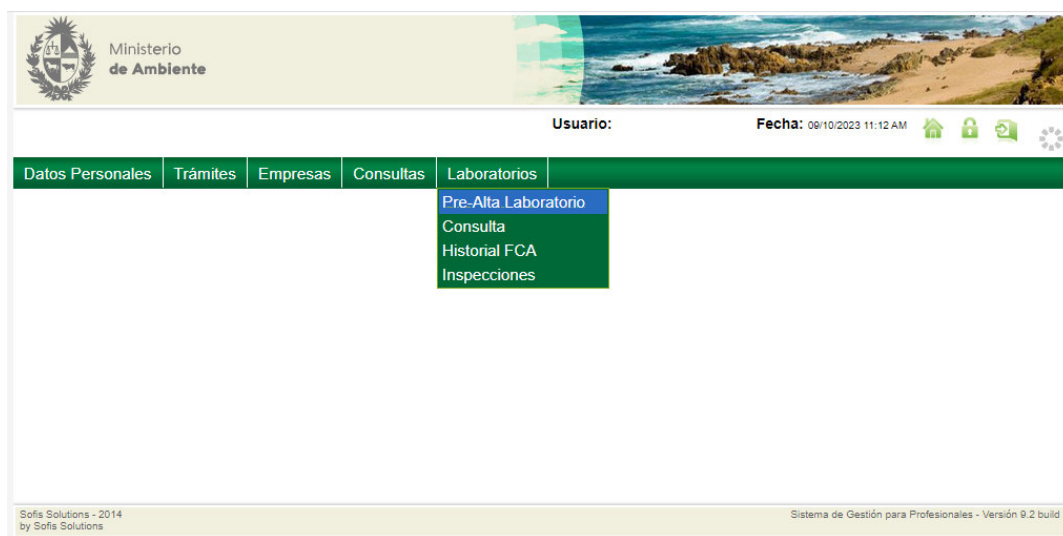 Ministerio
de Ambiente
Usuario:
Fecha: 09/10/2023 11:12 AM
Datos Personales
Trámites
Empresas
Consultas
Laboratorios
Pre-Alta Laboratorio
Consulta
Historial FCA
Inspecciones
Sofis Solutions - 2014
by Sofis Solutions
Sistema de Gestión para Profesionales - Versión 9.2 build